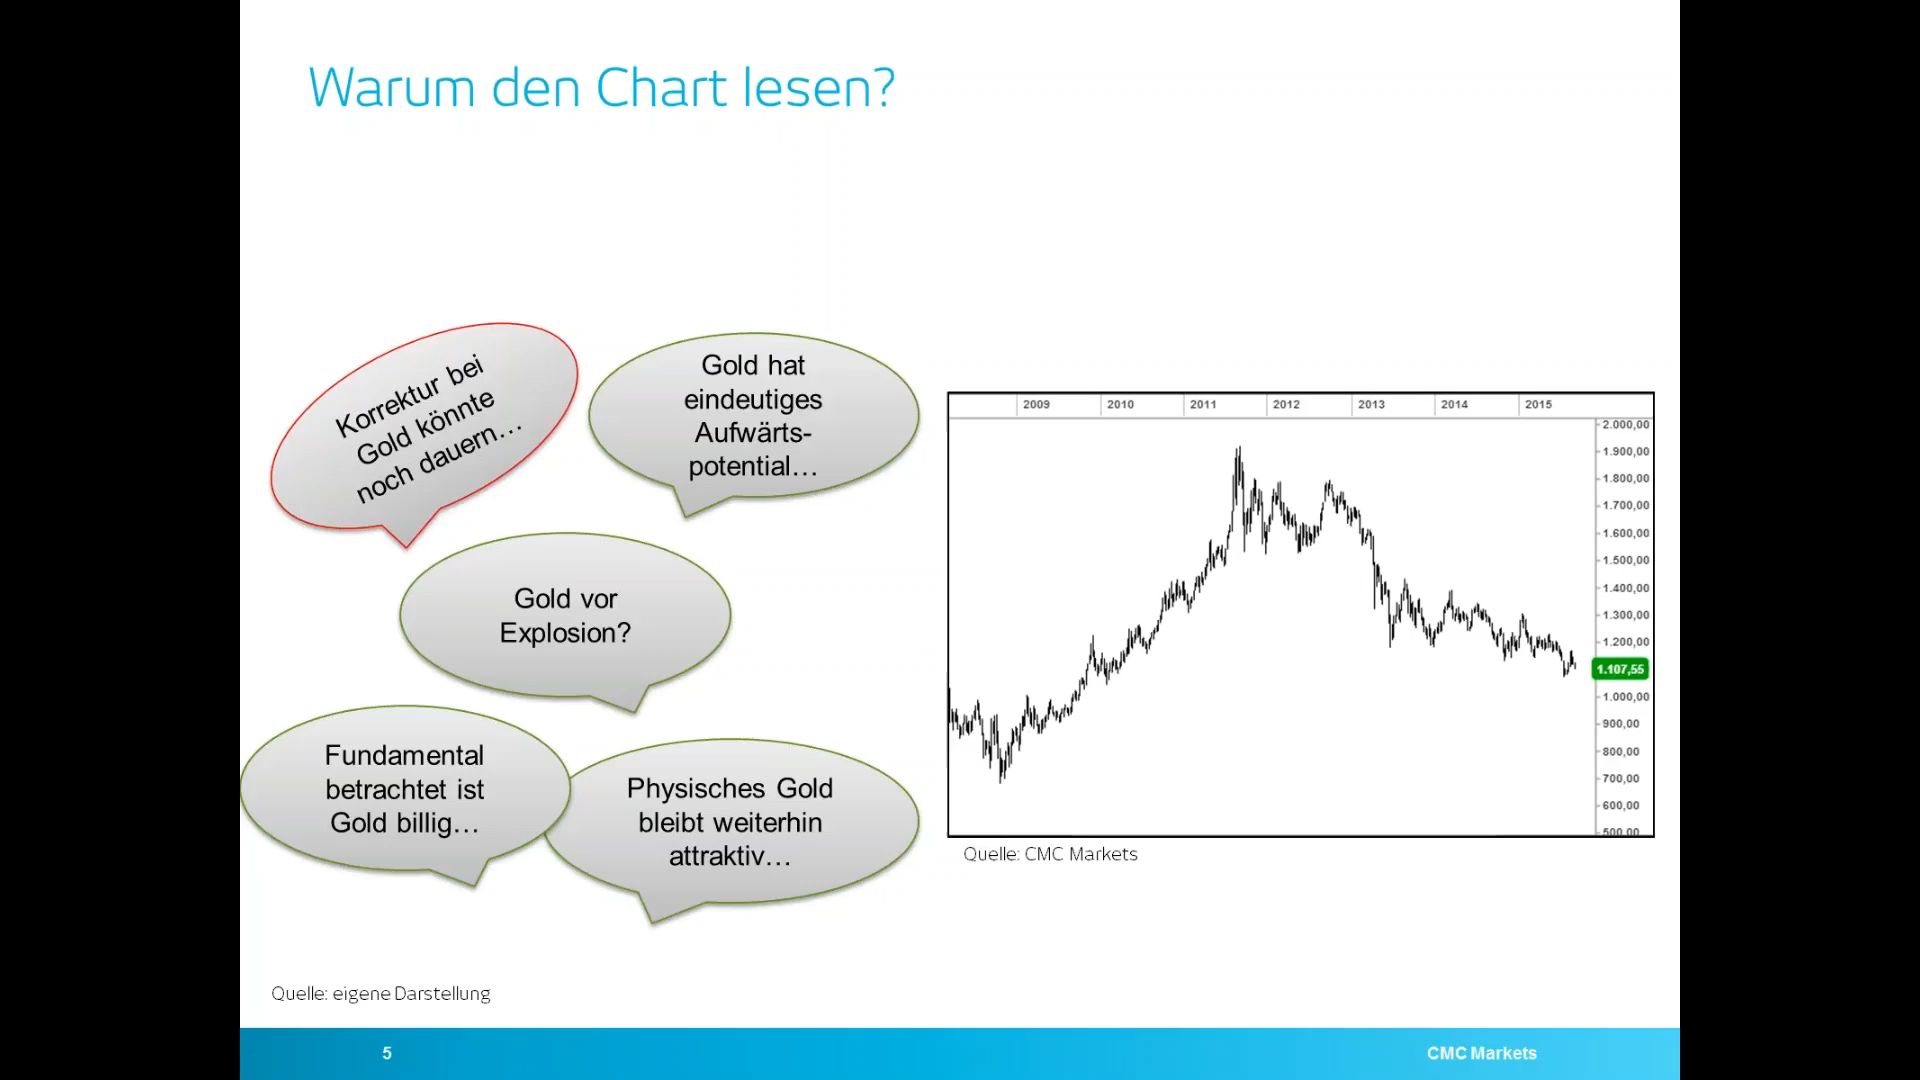 Warum den Chart lesen?
Korrektur bei
Gold könnte
noch dauern...
Gold hat
eindeutiges
Aufwärts-
potential...
Gold vor
Explosion?
Fundamental
betrachtet ist
Gold billig...
Physisches Gold
bleibt weiterhin
attraktiv...
2009 2010 2011 2012 2013 2014 2015
2.000,00
1.900,00
1.800,00
1.700,00
1.600,00
1.500,00
1.400,00
1.300,00
1.200,00
1.107,55
1.000,00
900,00
800,00
700,00
600,00
500,00
Quelle: CMC Markets
Quelle: eigene Darstellung
5 CMC Markets